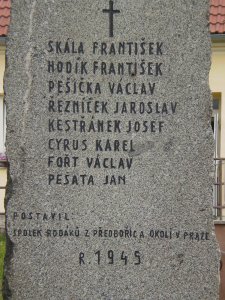 SKÁLA FRANTIŠEK
HODÍK FRANTIŠEK
PEŠIČKA VÁCLAV
ŘEZNÍČEK JAROSLAV
KESTŘÁNEK JOSEF
CYRUS KAREL
FOŘT VÁCLAV
PESATA JAN
POSTAVIL:
SPOLEK RODÁKŮ Z PŘEDBOŘIC A OKOLÍ V PRAZE
R. 1945